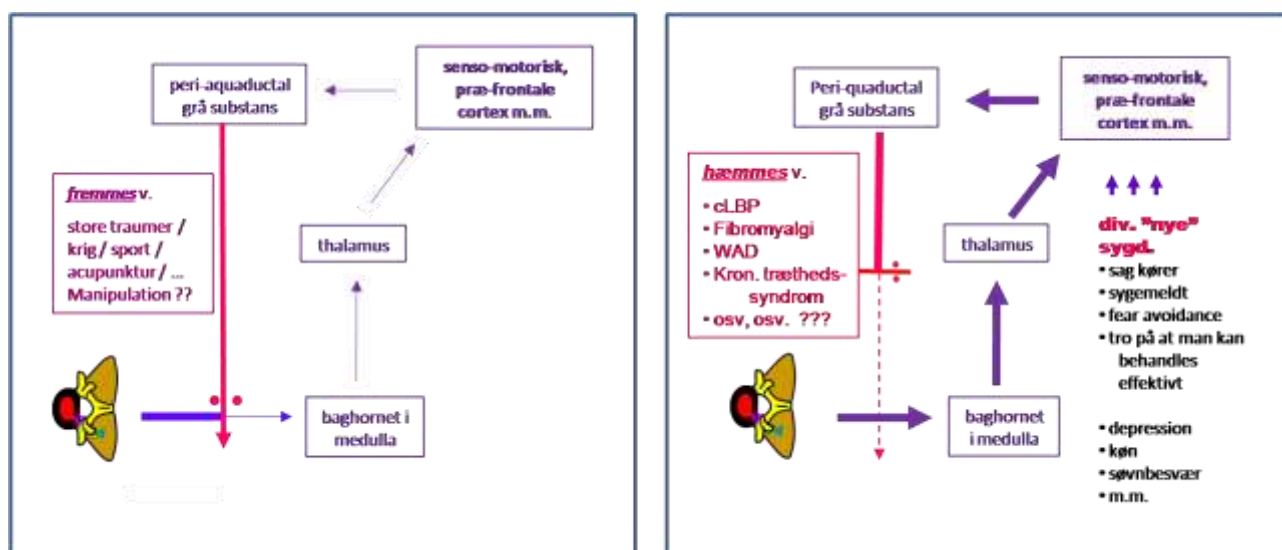 peri-aquaductal
grå substans
senso-motorisk,
præ-frontale
cortex m.m.
fremmes v.
store traumer /
krig / sport /
acupunktur / ...
Manipulation ??
thalamus
baghornet i
medulla
Peri-quaductal
grå substans
senso-motorisk,
præ-frontale
cortex m.m.
hæmmes v.
• cLBP
• Fibromyalgi
• WAD
• Kron. trætheds-
syndrom
• osv, osv. ???
thalamus
baghornet
i medulla
div. "nye"
sygd.
• sag kører
• sygemeldt
• fear avoidance
• tro på at man kan
behandles
effektivt
• depression
• køn
• søvnbesvær
• m.m.